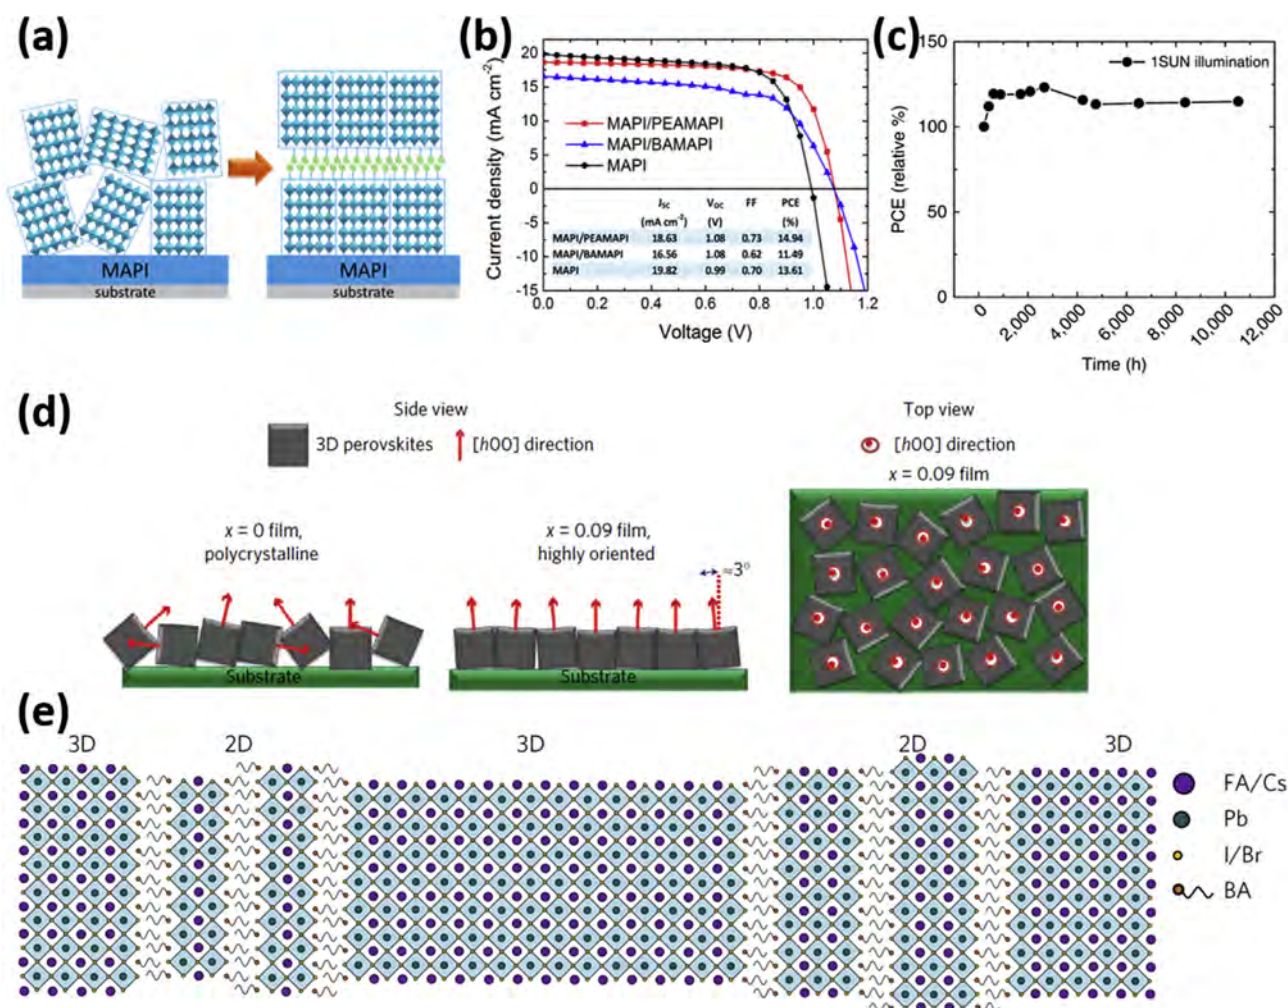 (a)
MAPI
substrate
MAPI
substrate
(b)
Current density (mA cm⁻²)
20
15
10
5
0
-5
-10
-15
MAPI/PEAMAPI
MAPI/BAMAPI
MAPI
J_SC V_OC FF PCE
(mA cm⁻²) (V) (%)
MAPI/PEAMAPI 18.63 1.08 0.73 14.94
MAPI/BAMAPI 16.56 1.08 0.62 11.49
MAPI 19.82 0.99 0.70 13.61
0.0 0.2 0.4 0.6 0.8 1.0 1.2
Voltage (V)
(c)
PCE (relative %)
150
100
50
0
1SUN illumination
0 2,000 4,000 6,000 8,000 10,000 12,000
Time (h)
(d)
Side view
3D perovskites [h00] direction
Top view
[h00] direction
x = 0.09 film
x = 0 film,
polycrystalline
x = 0.09 film,
highly oriented
≈3°
Substrate
Substrate
(e)
3D 2D 3D 2D 3D
FA/Cs
Pb
I/Br
BA